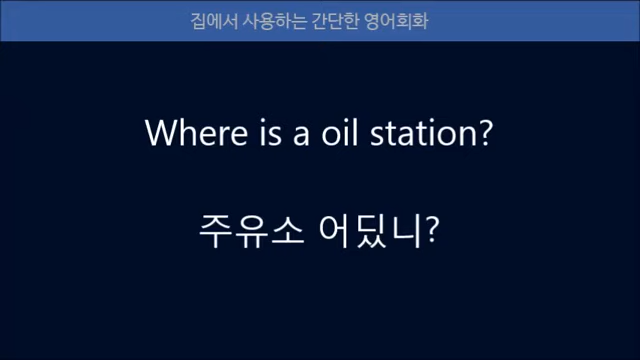 집에서 사용하는 간단한 영어회화
Where is a oil station?
주유소 어딨니?